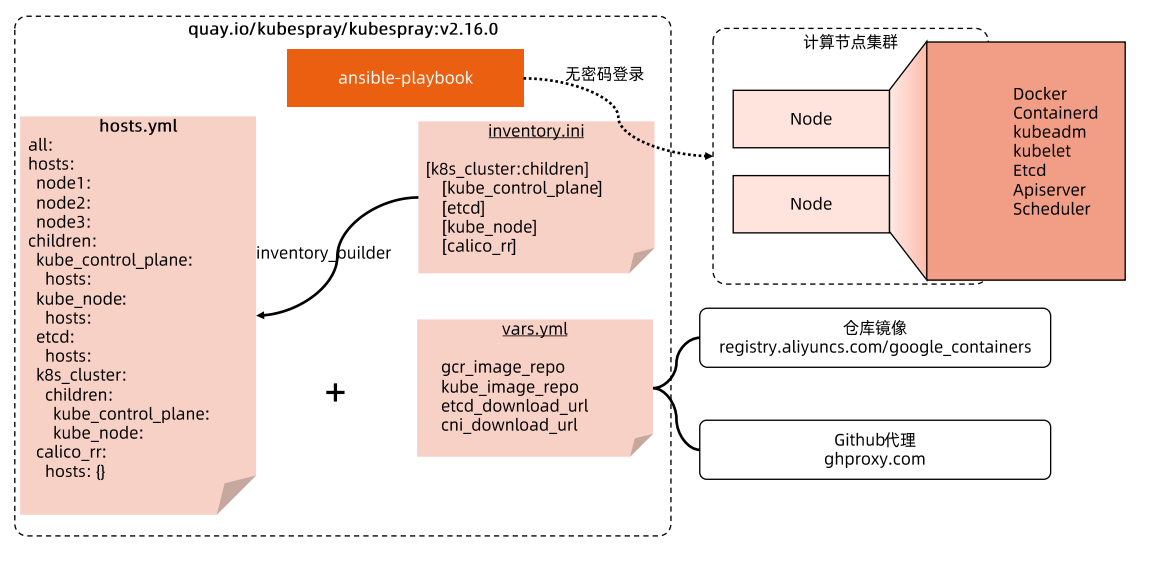 quay.io/kubespray/kubespray:v2.16.0
ansible-playbook
无密码登录
hosts.yml
all:
hosts:
  node1:
  node2:
  node3:
children:
  kube_control_plane:
    hosts:
  kube_node:
    hosts:
  etcd:
    hosts:
  k8s_cluster:
    children:
      kube_control_plane:
      kube_node:
  calico_rr:
    hosts: {}
inventory_builder
inventory.ini
[k8s_cluster:children]
    [kube_control_plane]
    [etcd]
    [kube_node]
    [calico_rr]
+
vars.yml
gcr_image_repo
kube_image_repo
etcd_download_url
cni_download_url
计算节点集群
Node
Node
Docker
Containerd
kubeadm
kubelet
Etcd
Apiserver
Scheduler
仓库镜像
registry.aliyuncs.com/google_containers
Github代理
ghproxy.com